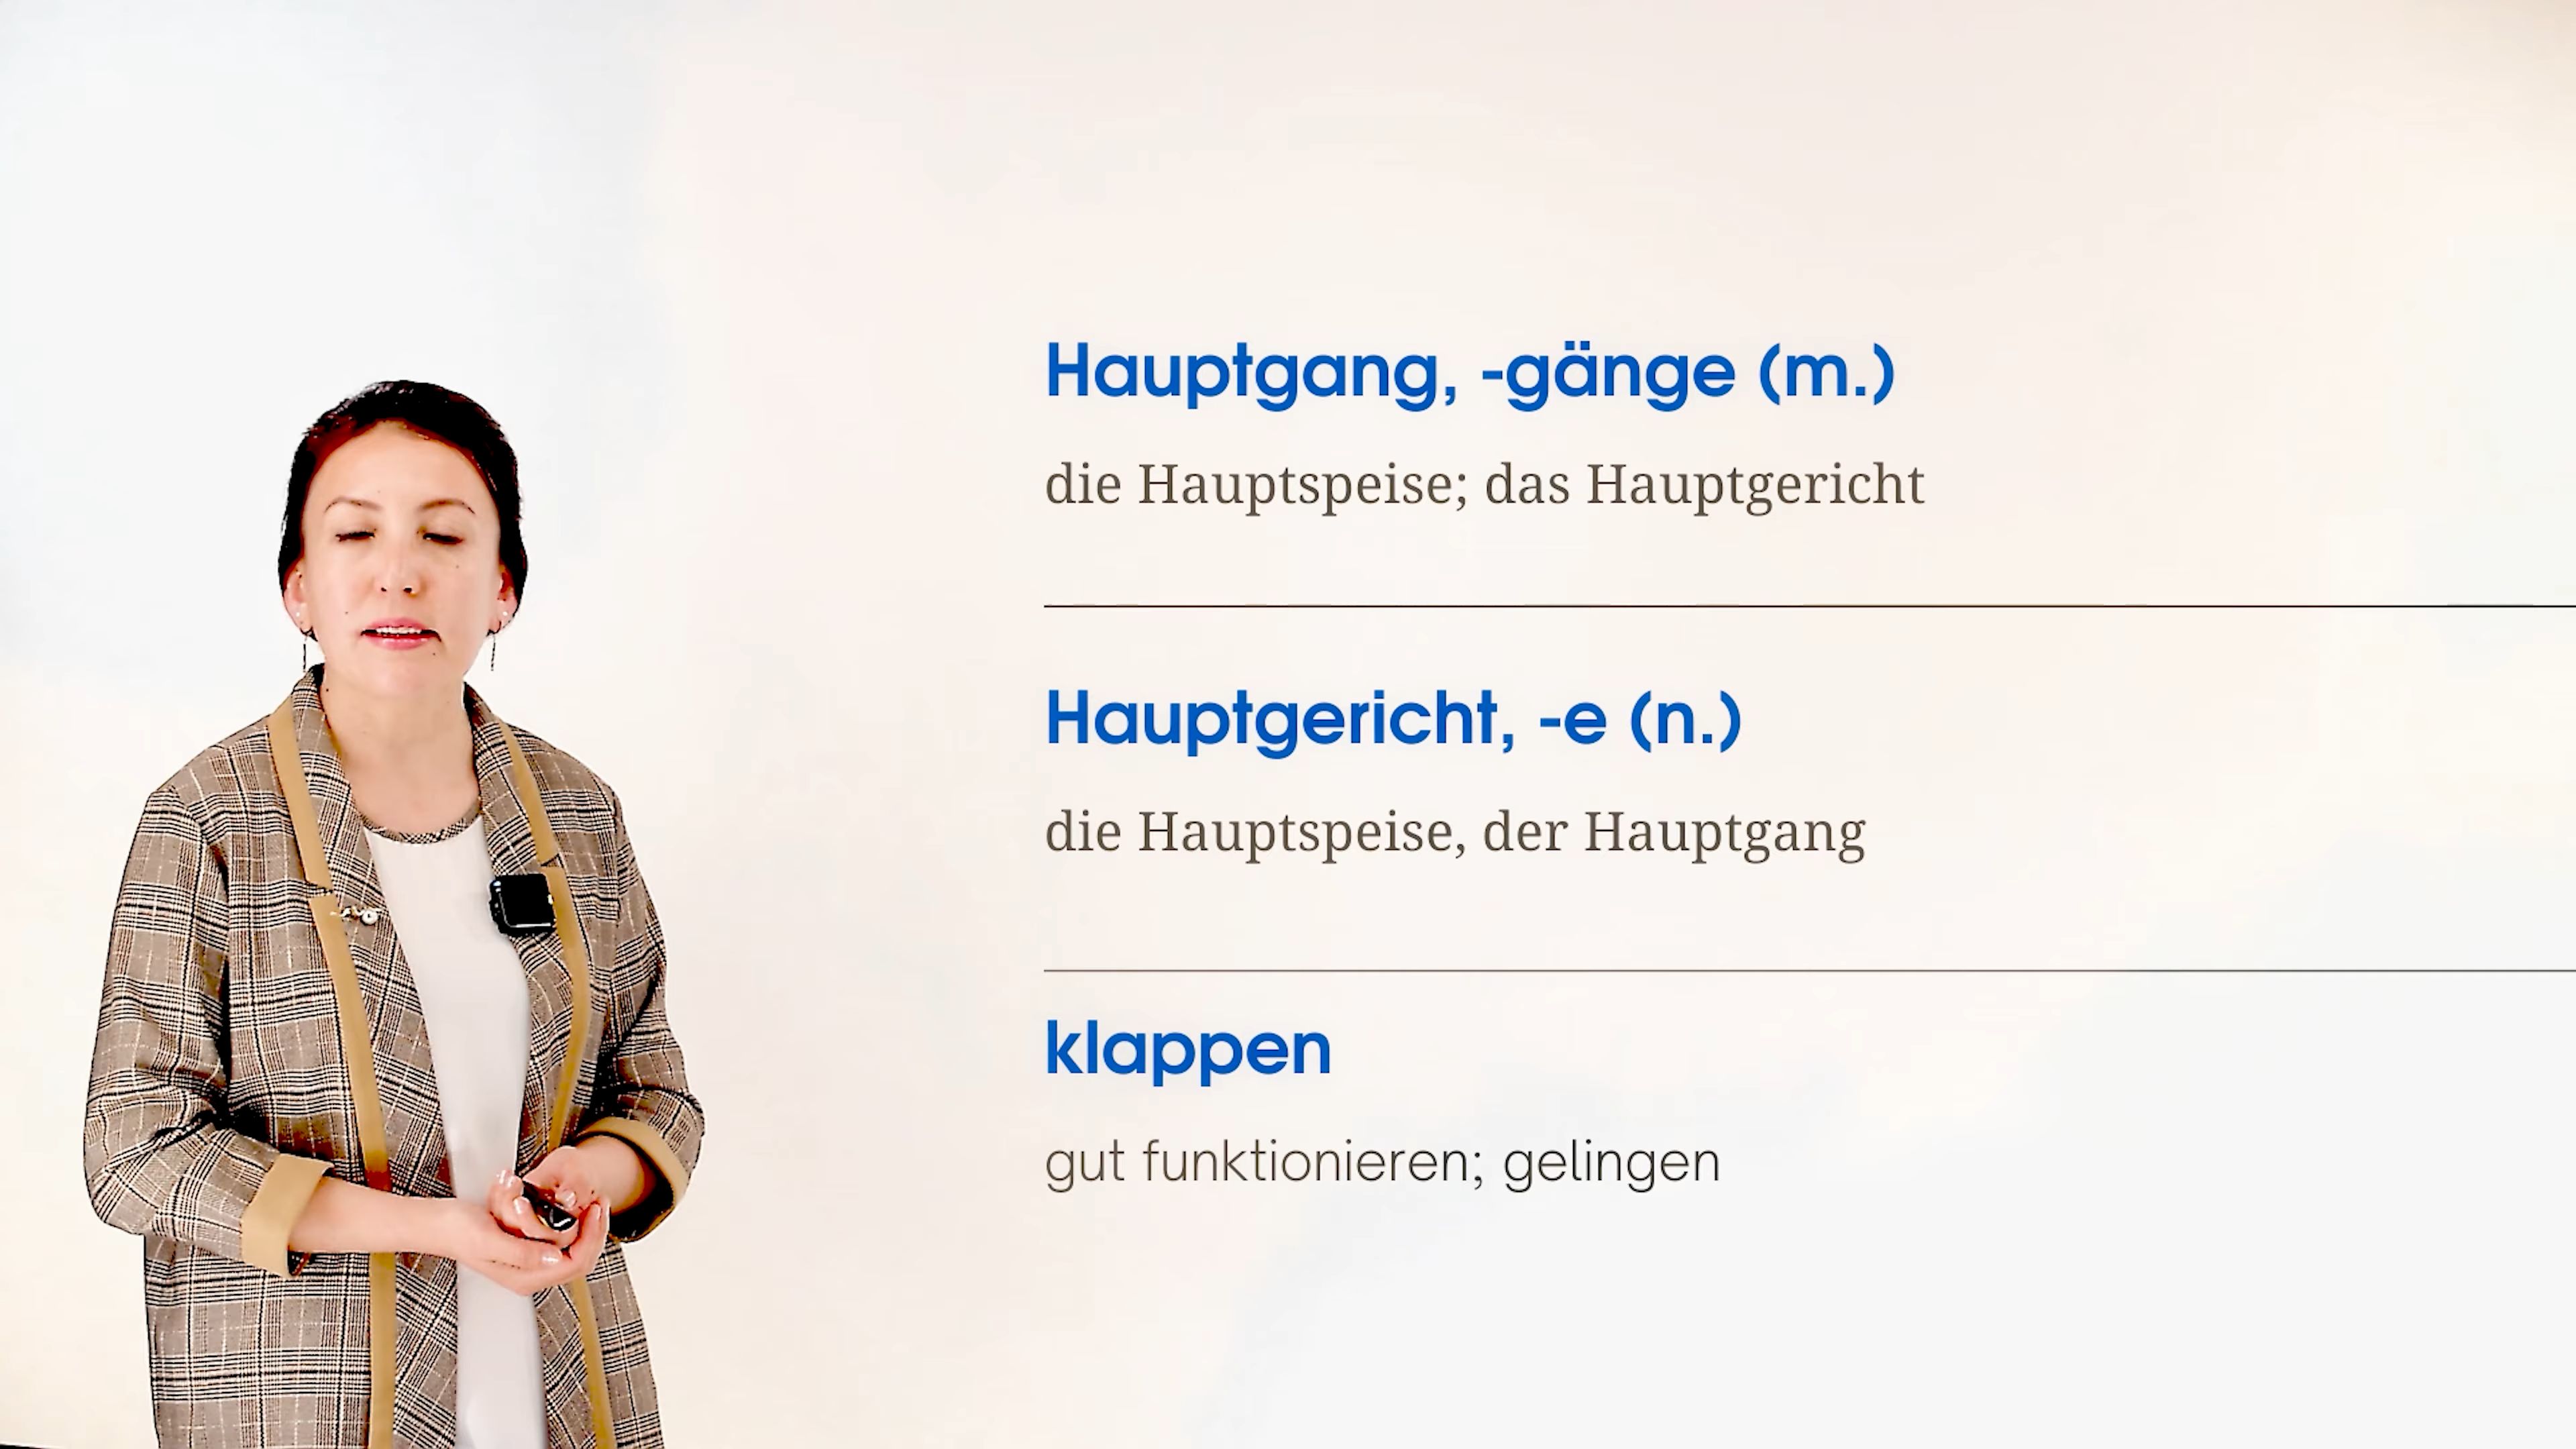 Hauptgang, -gänge (m.)
die Hauptspeise; das Hauptgericht
Hauptgericht, -e (n.)
die Hauptspeise, der Hauptgang
klappen
gut funktionieren; gelingen